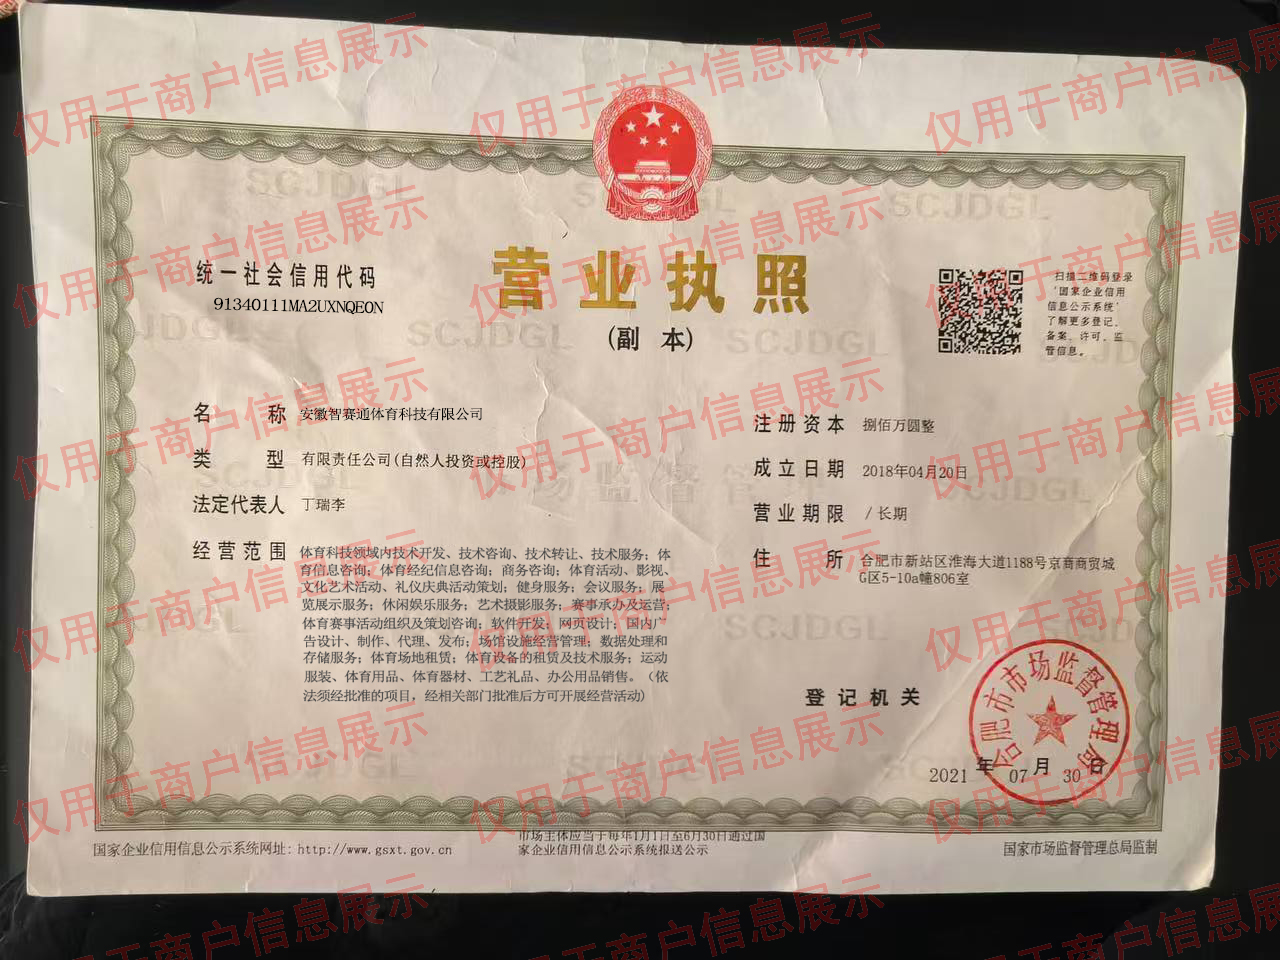 营业执照
(副 本)
统一社会信用代码
91340111MA2UXNQE0N
扫描二维码登录
‘国家企业信用
信息公示系统’
了解更多登记、
备案、许可、监
管信息。
名 称 安徽智赛通体育科技有限公司
类 型 有限责任公司(自然人投资或控股)
法定代表人 丁瑞李
经营范围 体育科技领域内技术开发、技术咨询、技术转让、技术服务；体
育信息咨询、体育经纪信息咨询；商务咨询；体育活动、影视、
文化艺术活动、礼仪庆典活动策划；健身服务；会议服务；展
览展示服务；休闲娱乐服务；艺术摄影服务；赛事承办及运营；
体育赛事活动组织及策划咨询；软件开发；网页设计；国内广
告设计、制作、代理、发布；场馆设施经营管理；数据处理和
存储服务；体育场地租赁；体育设备的租赁及技术服务；运动
服装、体育用品、体育器材、工艺礼品、办公用品销售。（依
法须经批准的项目，经相关部门批准后方可开展经营活动)
注册资本 捌佰万圆整
成立日期 2018年04月20日
营业期限 / 长期
住 所 合肥市新站区淮海大道1188号京商商贸城
G区5-10a幢806室
登记机关
合肥市市场监督管理局
2021 年 07 月 30 日
国家企业信用信息公示系统网址: http://www.gsxt.gov.cn
市场主体应当于每年1月1日至6月30日通过国
家企业信用信息公示系统报送公示
国家市场监督管理总局监制
仅用于商户信息展示
SCJDGL